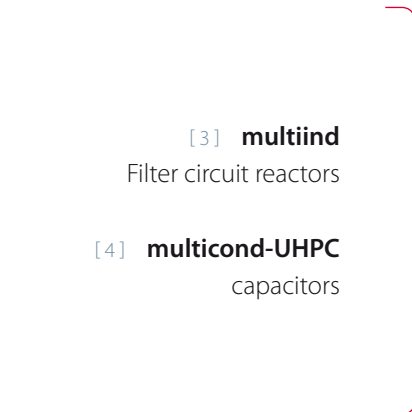 [3] multiind
Filter circuit reactors
[4] multicond-UHPC
capacitors